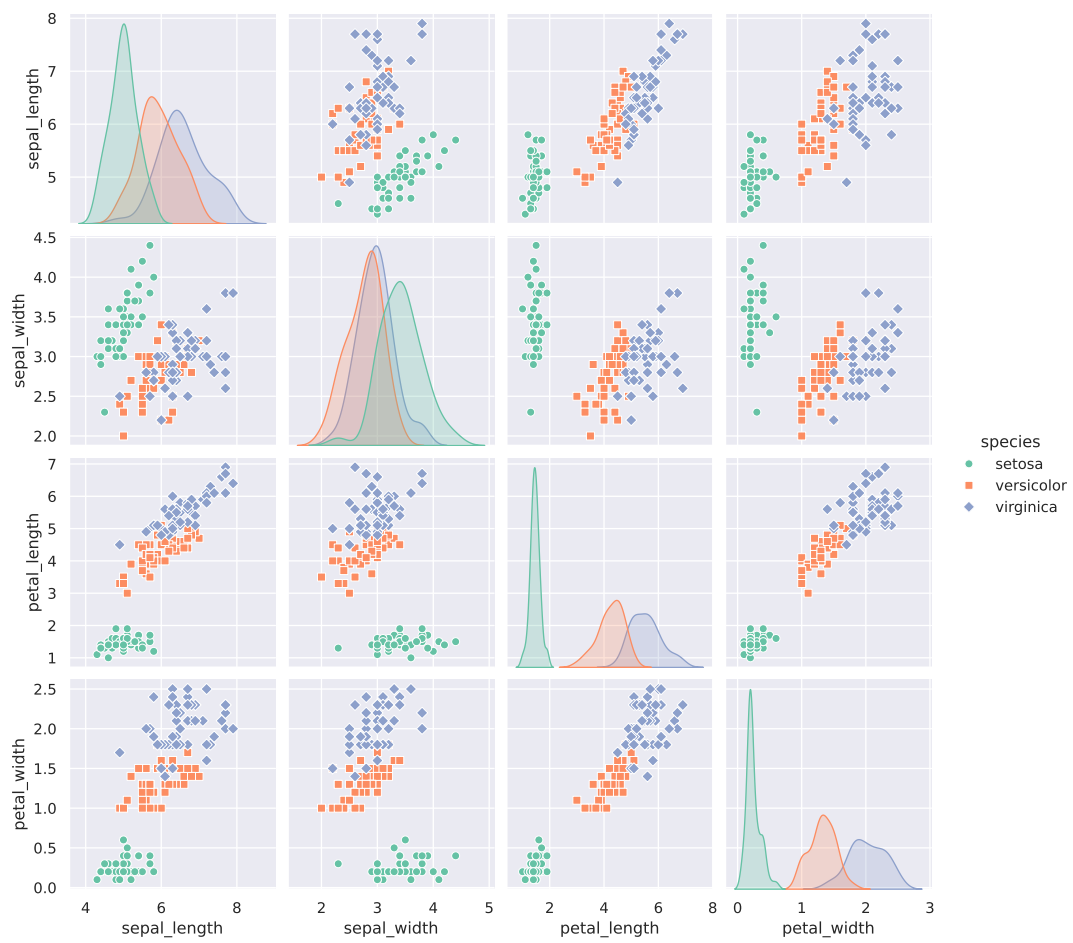 8
7
6
5
sepal_length
4.5
4.0
3.5
3.0
2.5
2.0
sepal_width
species
setosa
versicolor
virginica
7
6
5
4
3
2
1
petal_length
2.5
2.0
1.5
1.0
0.5
0.0
petal_width
4 6 8
2 3 4 5
2 4 6 8
0 1 2 3
sepal_length
sepal_width
petal_length
petal_width